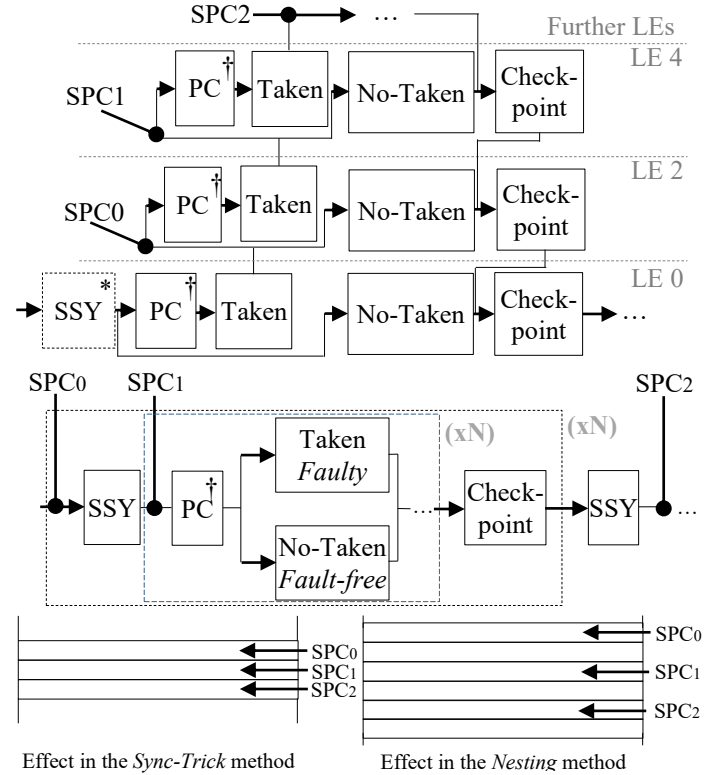 SPC2 ...
Further LEs
LE 4
SPC1 PC† Taken No-Taken Check-
point
LE 2
SPC0 PC† Taken No-Taken Check-
point
LE 0
SSY* PC† Taken No-Taken Check-
point ...
SPC0 SPC1 SPC2
(xN) (xN)
Taken
Faulty
SSY PC† ... Check-
point SSY ...
No-Taken
Fault-free
SPC0
SPC1
SPC2
SPC0
SPC1
SPC2
Effect in the Sync-Trick method
Effect in the Nesting method